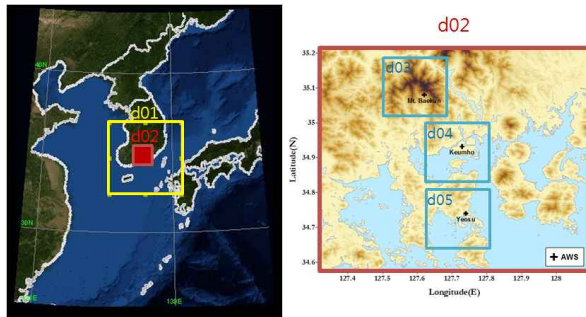 d01
d02
40N
30N
130E
d02
Latitude(N)
35.2
35.1
35
34.9
34.8
34.7
34.6
d03
Mt. Baekun
d04
Keumho
d05
Yeosu
AWS
127.4
127.5
127.6
127.7
127.8
127.9
128
Longitude(E)